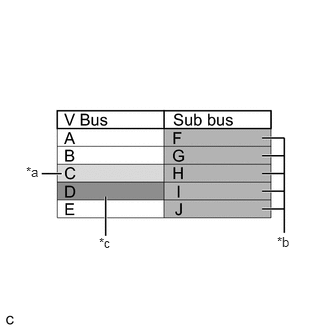 V Bus Sub bus
A F
B G
*a C H
D I
E J
*c *b
c